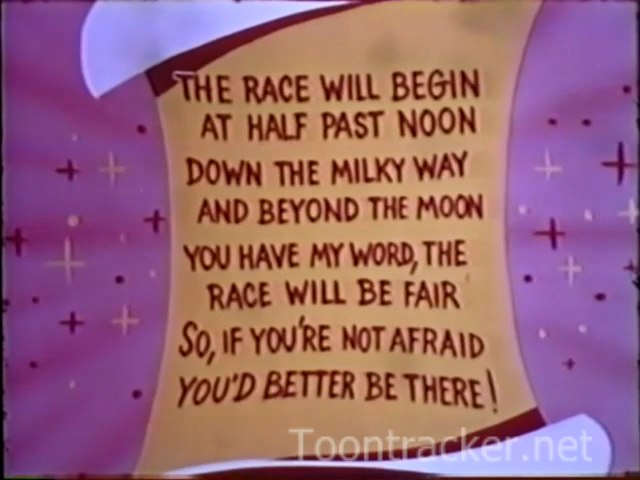 THE RACE WILL BEGIN
AT HALF PAST NOON
DOWN THE MILKY WAY
AND BEYOND THE MOON
YOU HAVE MY WORD, THE
RACE WILL BE FAIR
SO, IF YOU'RE NOT AFRAID
YOU'D BETTER BE THERE!
Toontracker.net